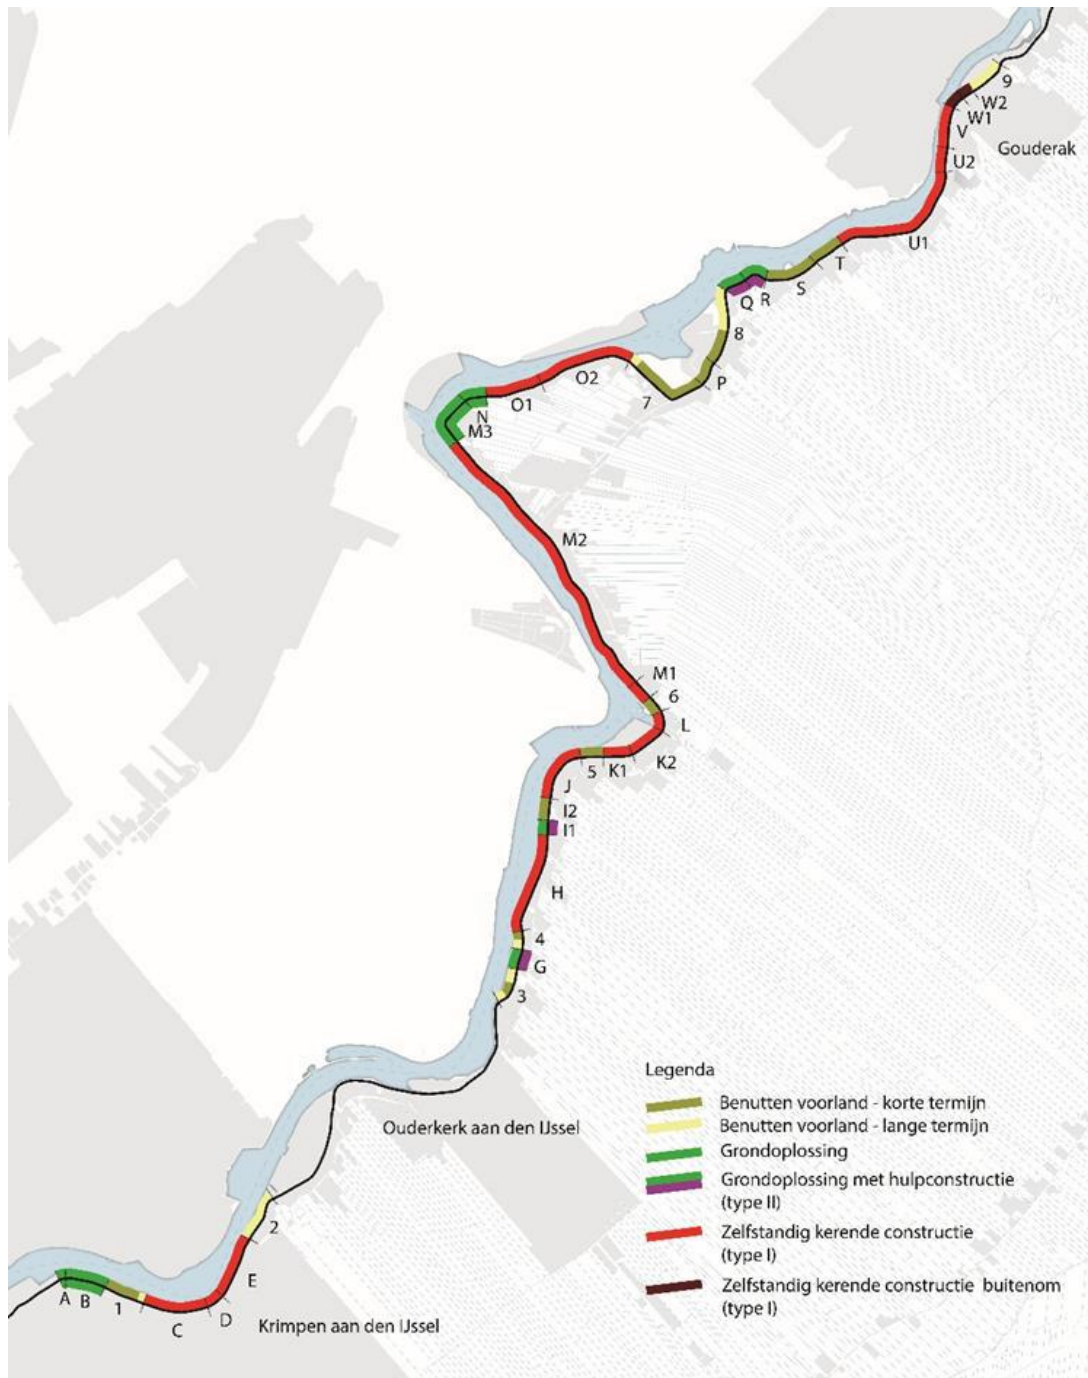 9
W2
W1
V
Gouderak
U2
U1
T
S
R
Q
8
P
7
O2
O1
N
M3
M2
M1
6
L
K2
K1
5
J
I2
I1
H
4
G
3
Legenda
Benutten voorland - korte termijn
Benutten voorland - lange termijn
Grondoplossing
Grondoplossing met hulpconstructie
(type II)
Zelfstandig kerende constructie
(type I)
Zelfstandig kerende constructie buitenom
(type I)
Ouderkerk aan den IJssel
2
E
D
C
1
B
A
Krimpen aan den IJssel